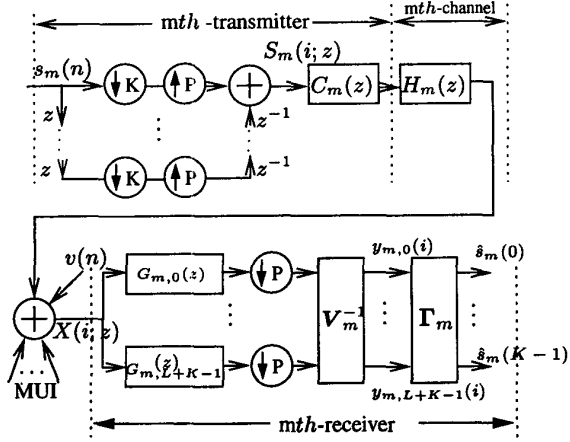 mth -transmitter
mth-channel
s_m(n)
↓K
↑P
+
S_m(i; z)
C_m(z)
H_m(z)
z
z^{-1}
z
↓K
↑P
z^{-1}
v(n)
+
X(i; z)
MUI
G_{m,0}(z)
↓P
V_m^{-1}
y_{m,0}(i)
Γ_m
ŝ_m(0)
G_{m,L+K-1}(z)
↓P
y_{m,L+K-1}(i)
ŝ_m(K-1)
mth-receiver